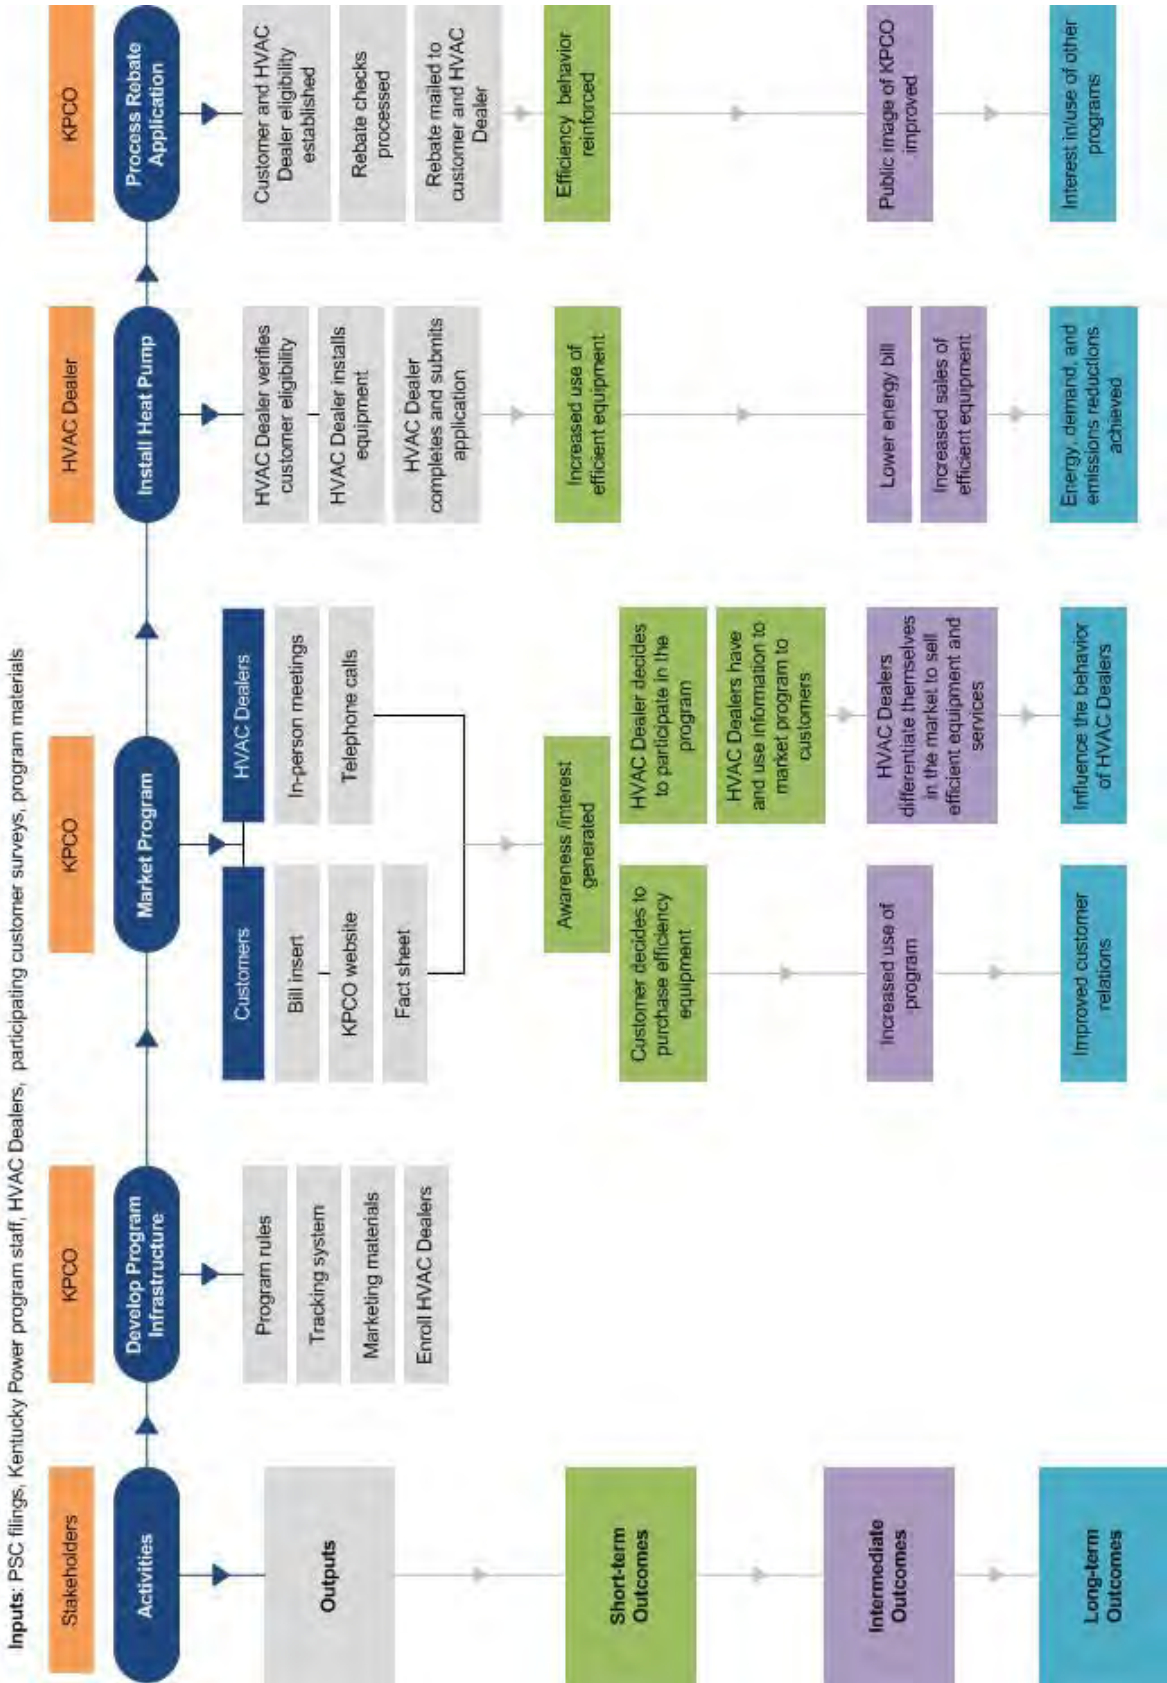 Inputs: PSC filings, Kentucky Power program staff, HVAC Dealers, participating customer surveys, program materials
Stakeholders
KPCO
KPCO
HVAC Dealer
KPCO
Activities
Develop Program
Infrastructure
Market Program
Install Heat Pump
Process Rebate
Application
Outputs
Program rules
Tracking system
Marketing materials
Enroll HVAC Dealers
Customers
Bill insert
KPCO website
Fact sheet
HVAC Dealers
In-person meetings
Telephone calls
HVAC Dealer verifies
customer eligibility
HVAC Dealer installs
equipment
HVAC Dealer
completes and submits
application
Customer and HVAC
Dealer eligibility
established
Rebate checks
processed
Rebate mailed to
customer and HVAC
Dealer
Short-term
Outcomes
Awareness /interest
generated
Customer decides to
purchase efficiency
equipment
HVAC Dealer decides
to participate in the
program
HVAC Dealers have
and use information to
market program to
customers
Increased use of
efficient equipment
Efficiency behavior
reinforced
Intermediate
Outcomes
Increased use of
program
HVAC Dealers
differentiate themselves
in the market to sell
efficient equipment and
services
Lower energy bill
Increased sales of
efficient equipment
Public image of KPCO
improved
Long-term
Outcomes
Improved customer
relations
Influence the behavior
of HVAC Dealers
Energy, demand, and
emissions reductions
achieved
Interest in/use of other
programs